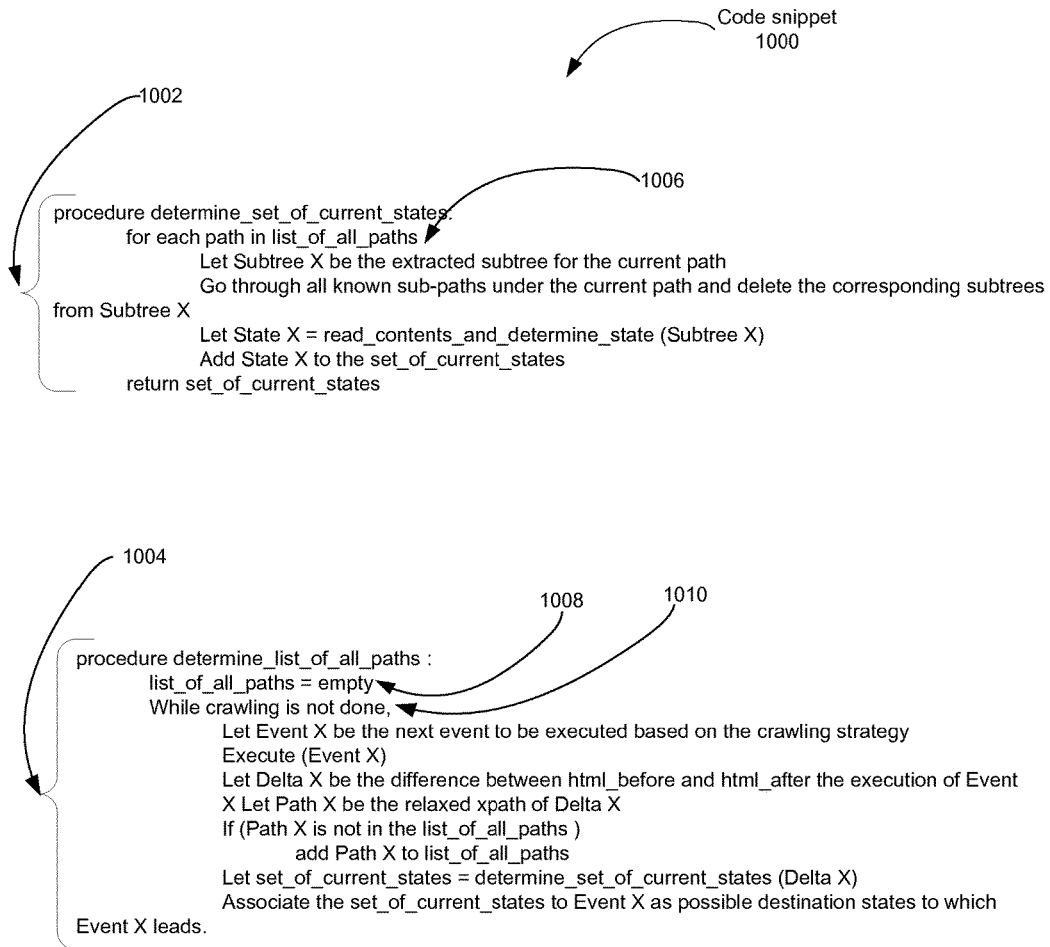 Code snippet
1000
1002
1006
procedure determine_set_of_current_states:
for each path in list_of_all_paths
Let Subtree X be the extracted subtree for the current path
Go through all known sub-paths under the current path and delete the corresponding subtrees
from Subtree X
Let State X = read_contents_and_determine_state (Subtree X)
Add State X to the set_of_current_states
return set_of_current_states
1004
1008
1010
procedure determine_list_of_all_paths :
list_of_all_paths = empty
While crawling is not done,
Let Event X be the next event to be executed based on the crawling strategy
Execute (Event X)
Let Delta X be the difference between html_before and html_after the execution of Event
X Let Path X be the relaxed xpath of Delta X
If (Path X is not in the list_of_all_paths )
add Path X to list_of_all_paths
Let set_of_current_states = determine_set_of_current_states (Delta X)
Associate the set_of_current_states to Event X as possible destination states to which
Event X leads.